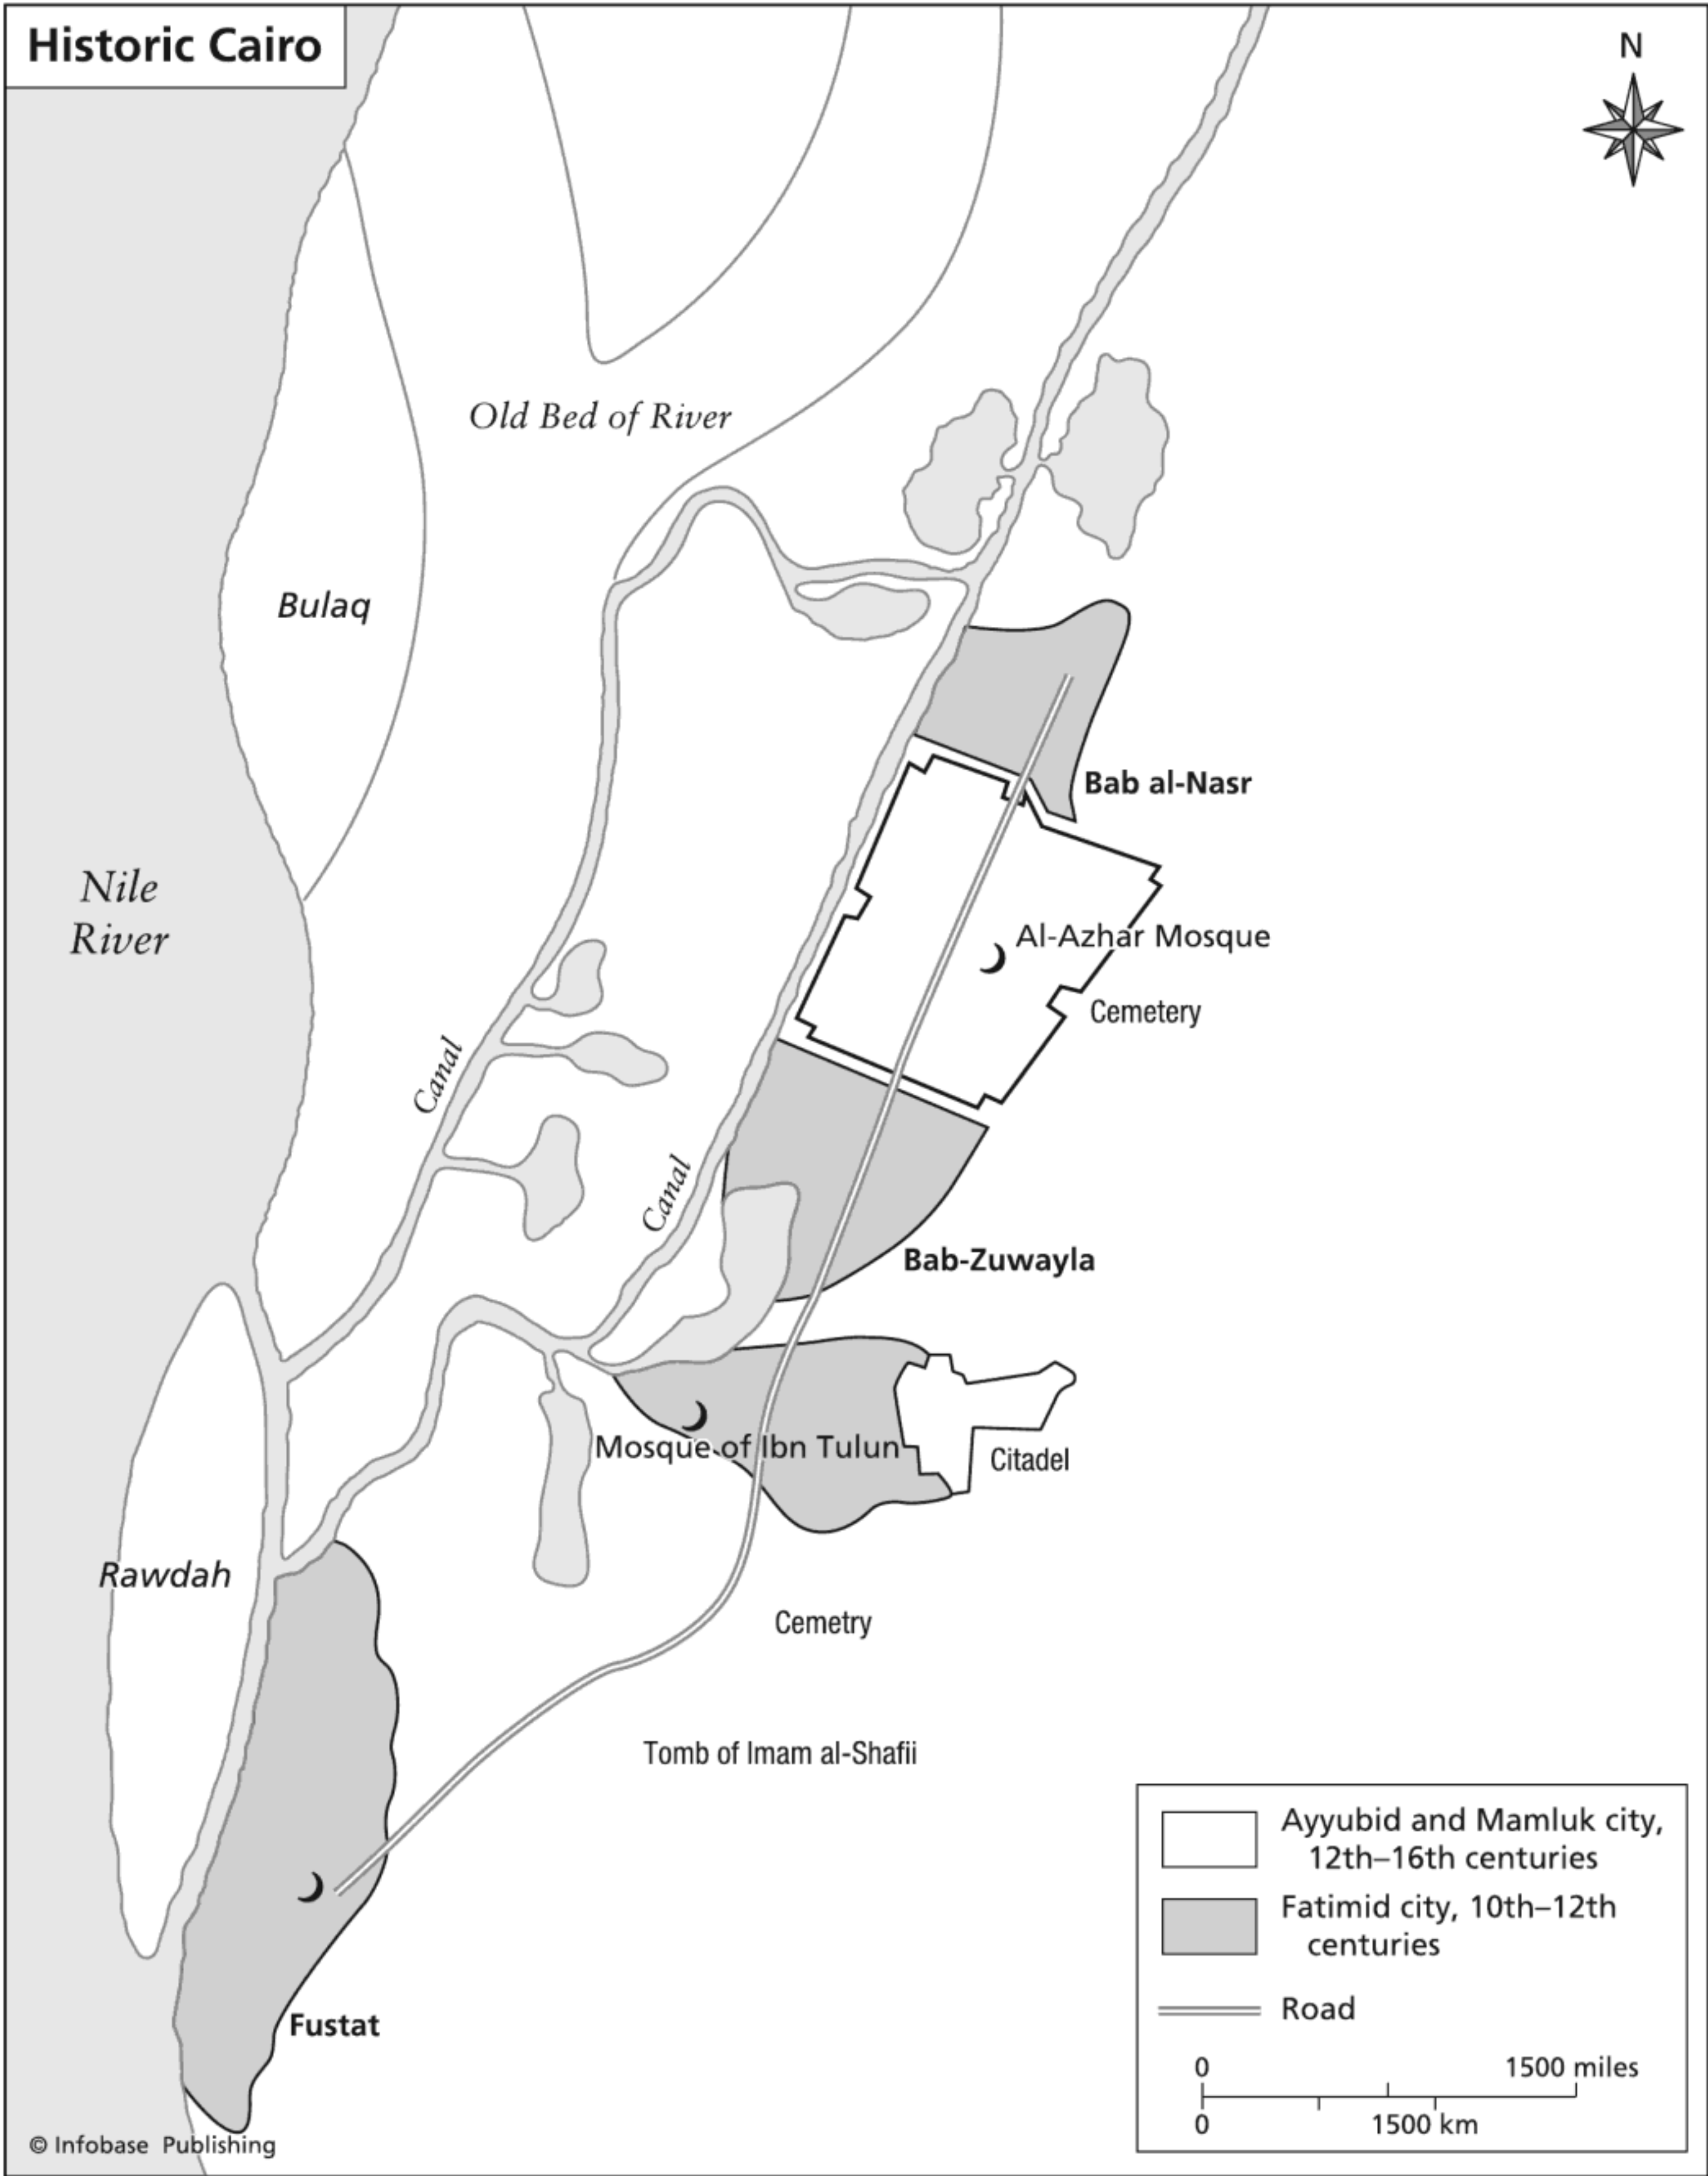 Historic Cairo
N
Old Bed of River
Bulaq
Bab al-Nasr
Nile
River
Al-Azhar Mosque
Cemetery
Canal
Canal
Bab-Zuwayla
Mosque of Ibn Tulun
Citadel
Rawdah
Cemetry
Tomb of Imam al-Shafii
Fustat
Ayyubid and Mamluk city,
12th–16th centuries
Fatimid city, 10th–12th
centuries
Road
0 1500 miles
0 1500 km
© Infobase Publishing